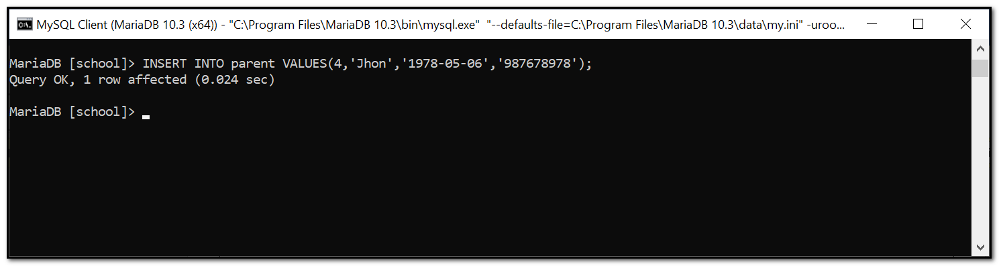 MySQL Client (MariaDB 10.3 (x64)) - "C:\Program Files\MariaDB 10.3\bin\mysql.exe"  "--defaults-file=C:\Program Files\MariaDB 10.3\data\my.ini" -uroo...
MariaDB [school]> INSERT INTO parent VALUES(4,'Jhon','1978-05-06','987678978');
Query OK, 1 row affected (0.024 sec)
MariaDB [school]>